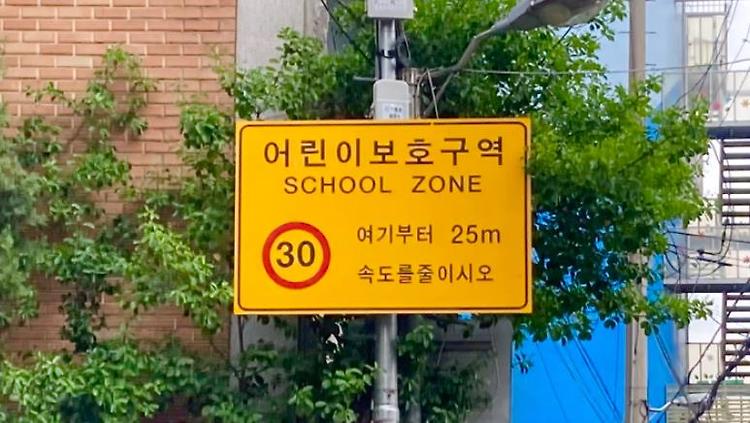 어린이보호구역
SCHOOL ZONE
30
여기부터 25m
속도를줄이시오